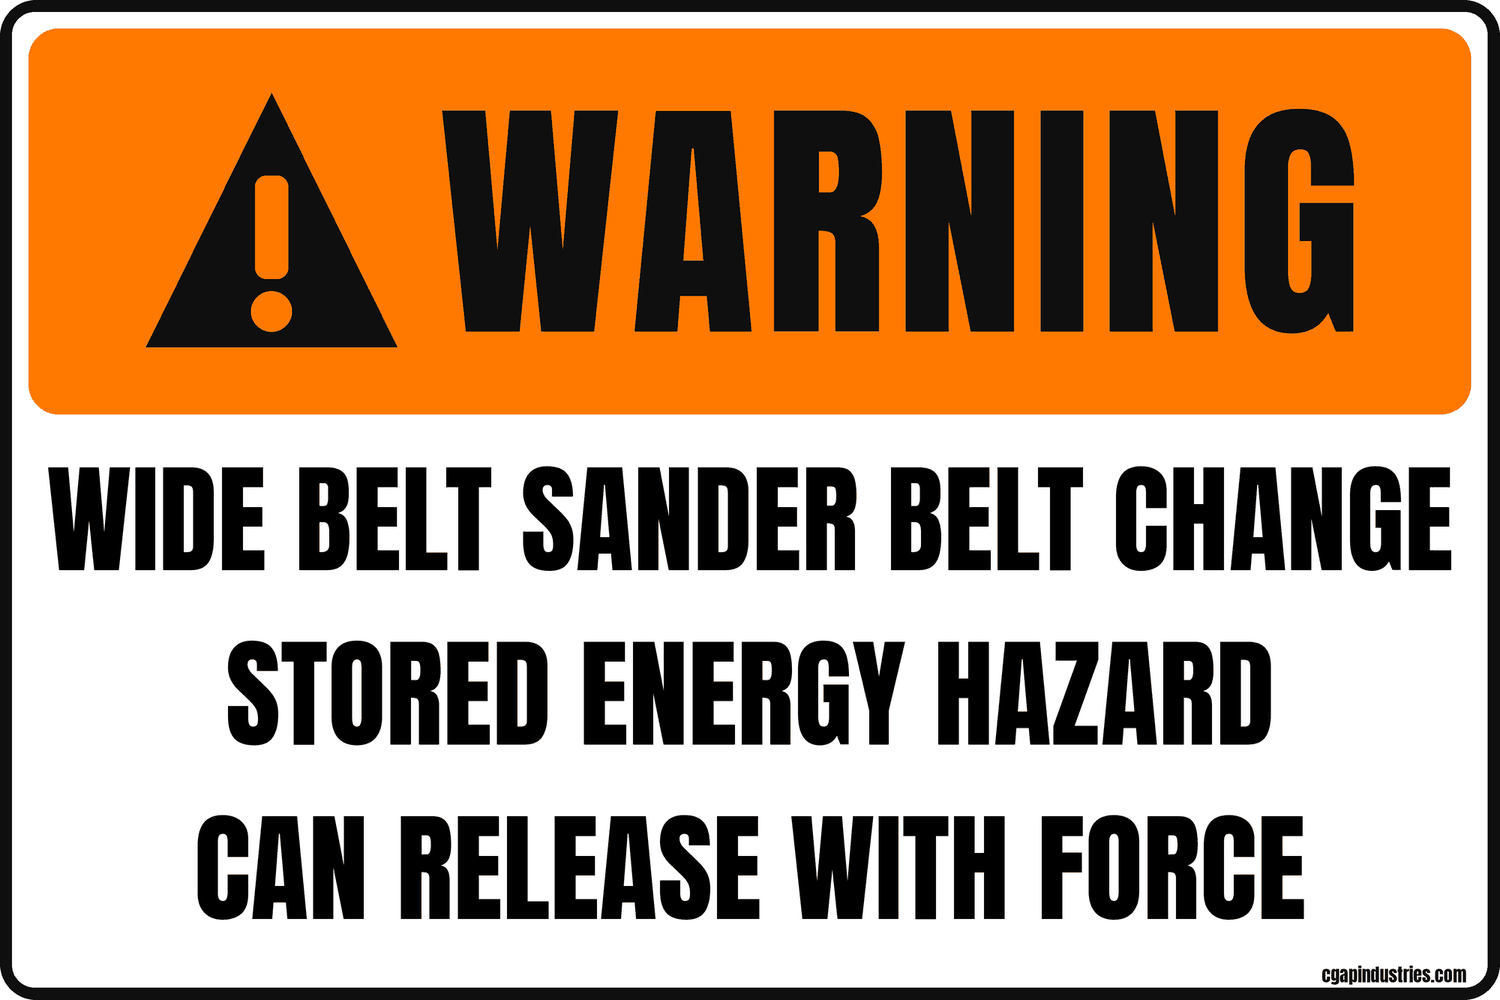 WARNING
WIDE BELT SANDER BELT CHANGE
STORED ENERGY HAZARD
CAN RELEASE WITH FORCE
cgapindustries.com